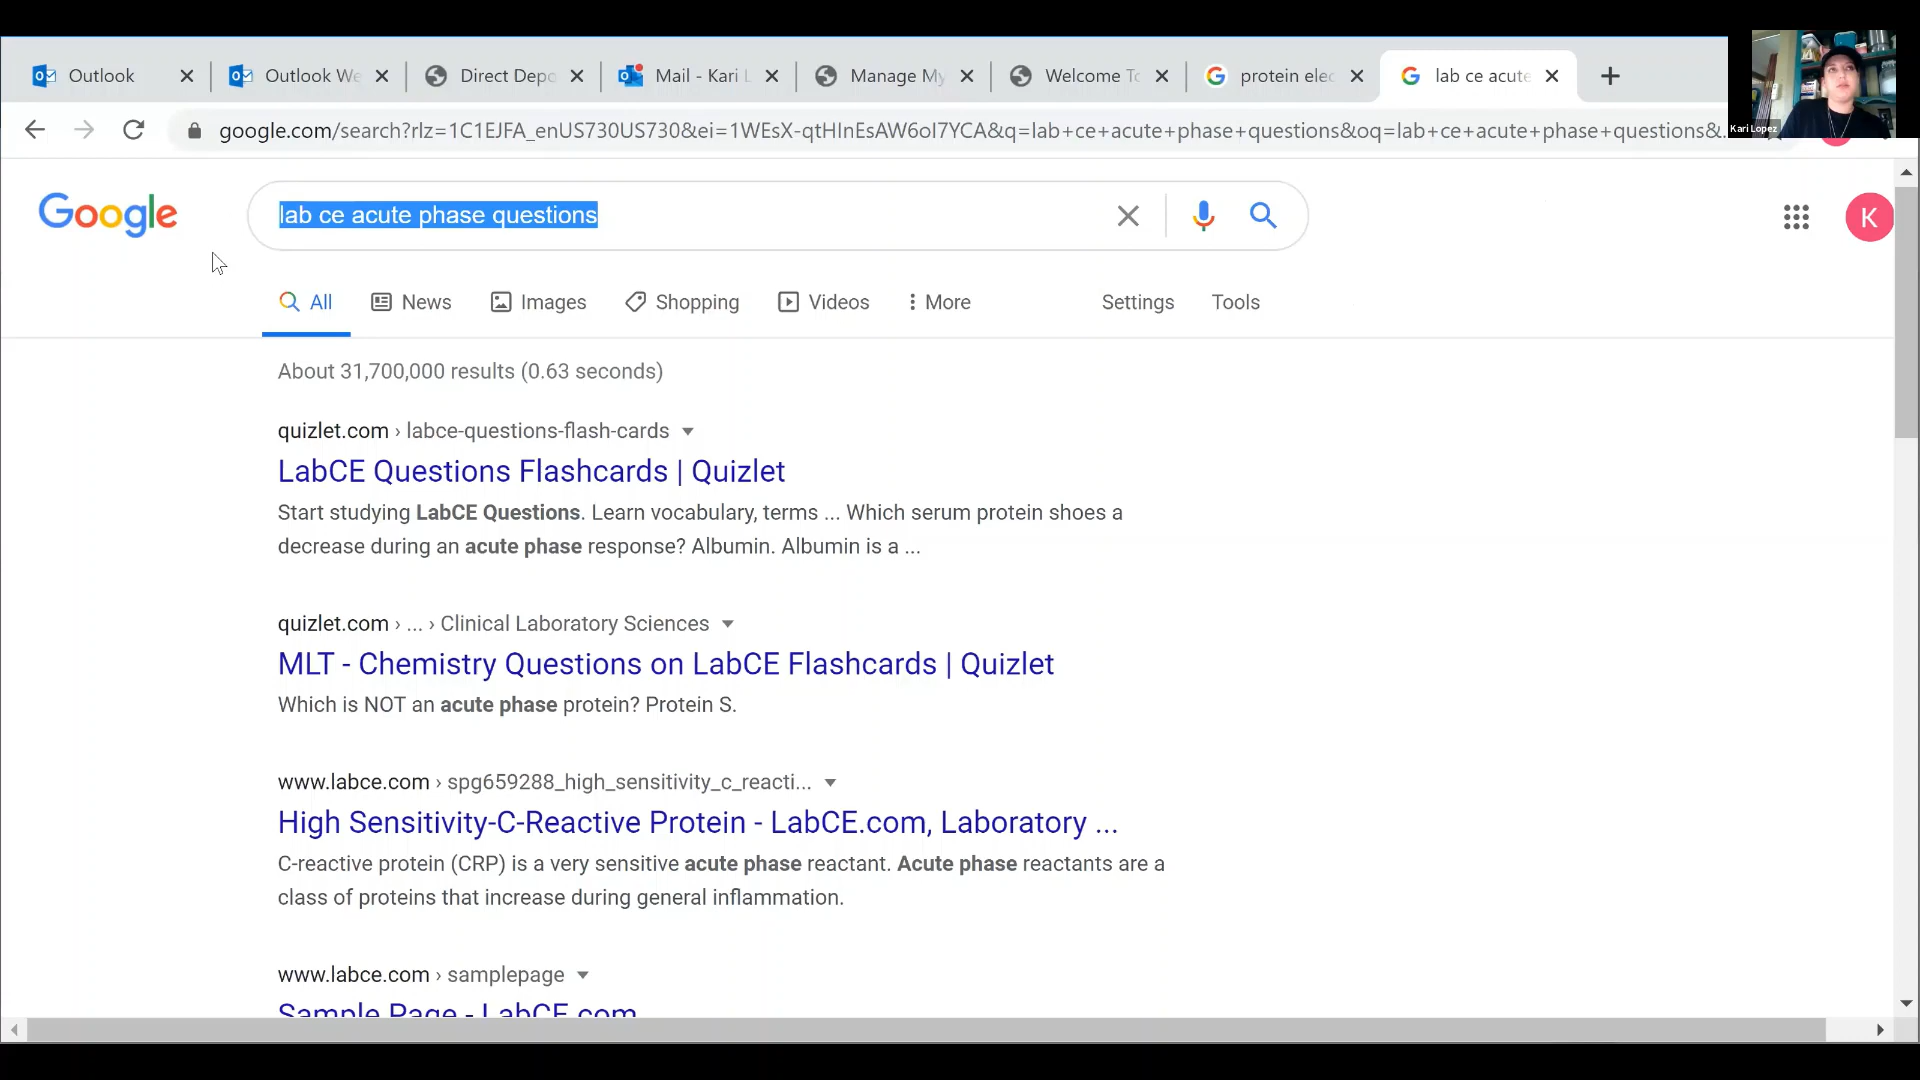 Outlook
Outlook We
Direct Depo
Mail - Kari L
Manage My
Welcome To
protein elec
lab ce acute
Kari Lopez
google.com/search?rlz=1C1EJFA_enUS730US730&ei=1WEsX-qtHInEsAW6oI7YCA&q=lab+ce+acute+phase+questions&oq=lab+ce+acute+phase+questions&...
Google
lab ce acute phase questions
K
All
News
Images
Shopping
Videos
More
Settings
Tools
About 31,700,000 results (0.63 seconds)
quizlet.com › labce-questions-flash-cards
LabCE Questions Flashcards | Quizlet
Start studying LabCE Questions. Learn vocabulary, terms ... Which serum protein shoes a
decrease during an acute phase response? Albumin. Albumin is a ...
quizlet.com › ... › Clinical Laboratory Sciences
MLT - Chemistry Questions on LabCE Flashcards | Quizlet
Which is NOT an acute phase protein? Protein S.
www.labce.com › spg659288_high_sensitivity_c_reacti...
High Sensitivity-C-Reactive Protein - LabCE.com, Laboratory ...
C-reactive protein (CRP) is a very sensitive acute phase reactant. Acute phase reactants are a
class of proteins that increase during general inflammation.
www.labce.com › samplepage
Sample Page - LabCE.com